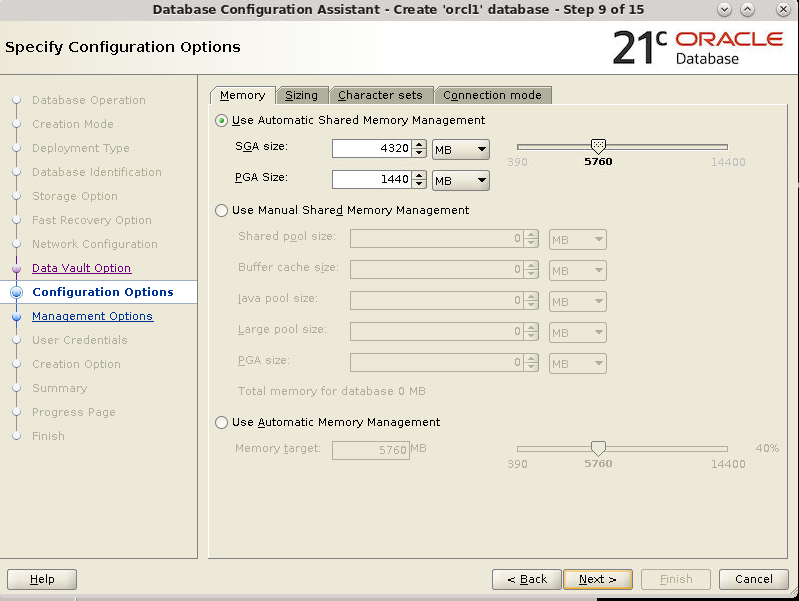 Database Configuration Assistant - Create 'orcl1' database - Step 9 of 15
Specify Configuration Options
21c ORACLE
Database
Database Operation
Creation Mode
Deployment Type
Database Identification
Storage Option
Fast Recovery Option
Network Configuration
Data Vault Option
Configuration Options
Management Options
User Credentials
Creation Option
Summary
Progress Page
Finish
Memory Sizing Character sets Connection mode
Use Automatic Shared Memory Management
SGA size: 4320 MB
390 5760 14400
PGA Size: 1440 MB
Use Manual Shared Memory Management
Shared pool size: 0 MB
Buffer cache size: 0 MB
Java pool size: 0 MB
Large pool size: 0 MB
PGA size: 0 MB
Total memory for database 0 MB
Use Automatic Memory Management
Memory target: 5760 MB 40%
390 5760 14400
Help < Back Next > Finish Cancel